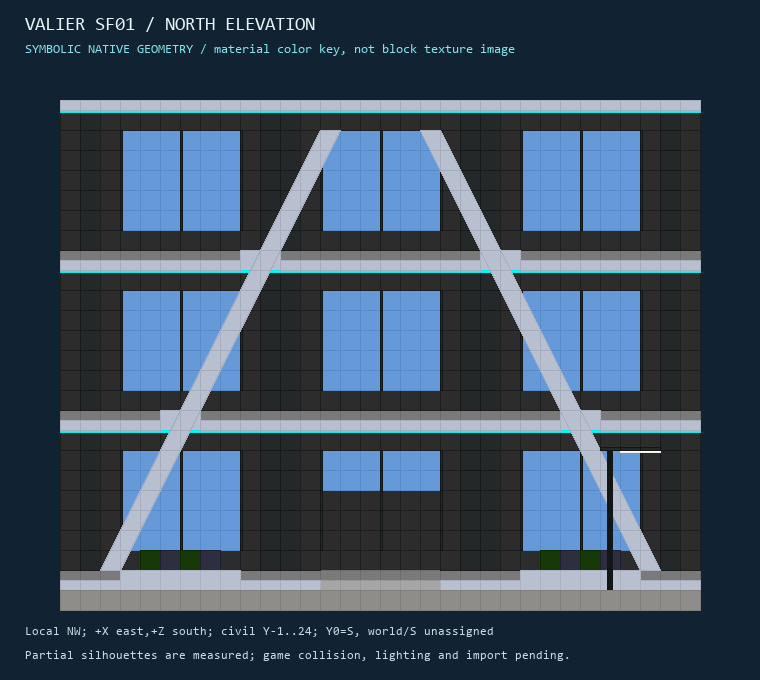 VALIER SF01 / NORTH ELEVATION
SYMBOLIC NATIVE GEOMETRY / material color key, not block texture image
Local NW; +X east,+Z south; civil Y-1..24; Y0=S, world/S unassigned
Partial silhouettes are measured; game collision, lighting and import pending.